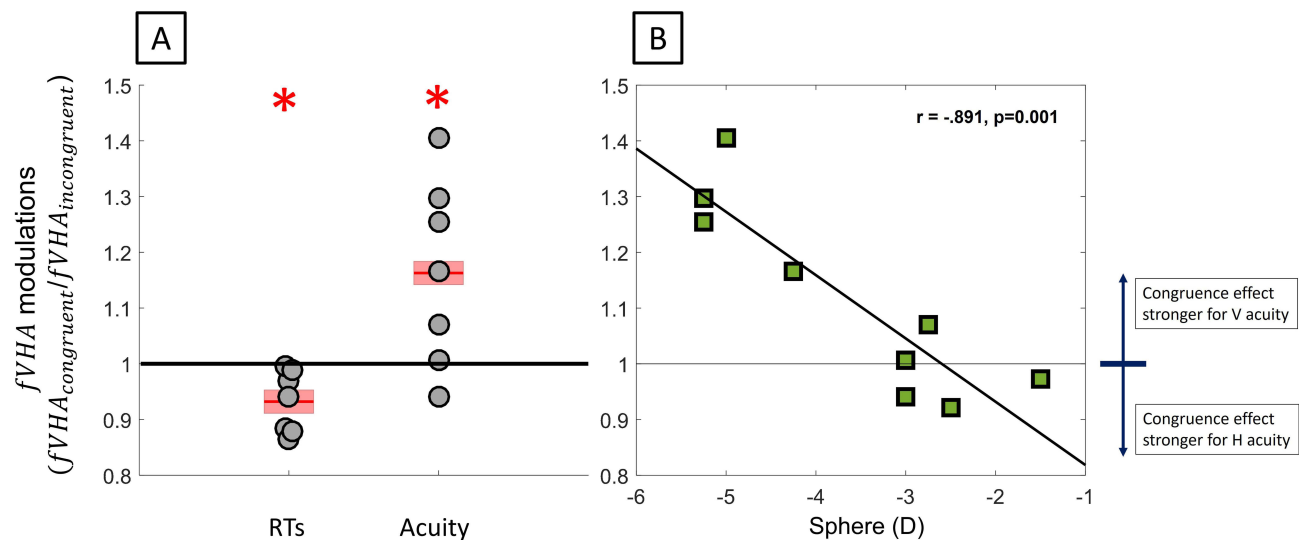 A
B
fVHA modulations
(fVHAcongruent/fVHAincongruent)
1.5
1.4
1.3
1.2
1.1
1
0.9
0.8
*
*
RTs
Acuity
1.5
1.4
1.3
1.2
1.1
1
0.9
0.8
r = -.891, p=0.001
-6
-5
-4
-3
-2
-1
Sphere (D)
Congruence effect
stronger for V acuity
Congruence effect
stronger for H acuity